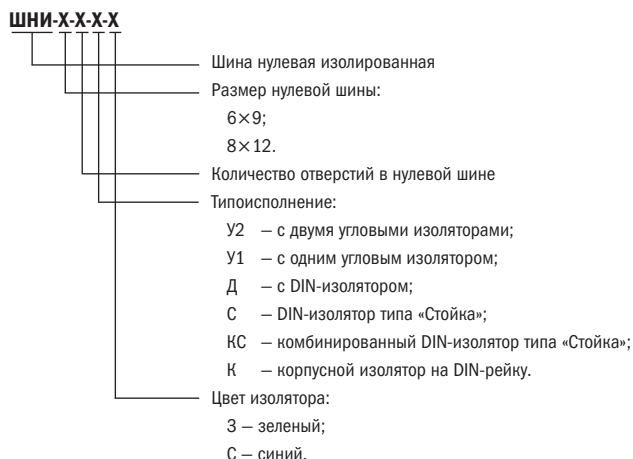 ШНИ-Х-Х-Х-Х
Шина нулевая изолированная
Размер нулевой шины:
6×9;
8×12.
Количество отверстий в нулевой шине
Типоисполнение:
У2 – с двумя угловыми изоляторами;
У1 – с одним угловым изолятором;
Д – с DIN-изолятором;
С – DIN-изолятор типа «Стойка»;
КС – комбинированный DIN-изолятор типа «Стойка»;
К – корпусной изолятор на DIN-рейку.
Цвет изолятора:
З – зеленый;
С – синий.